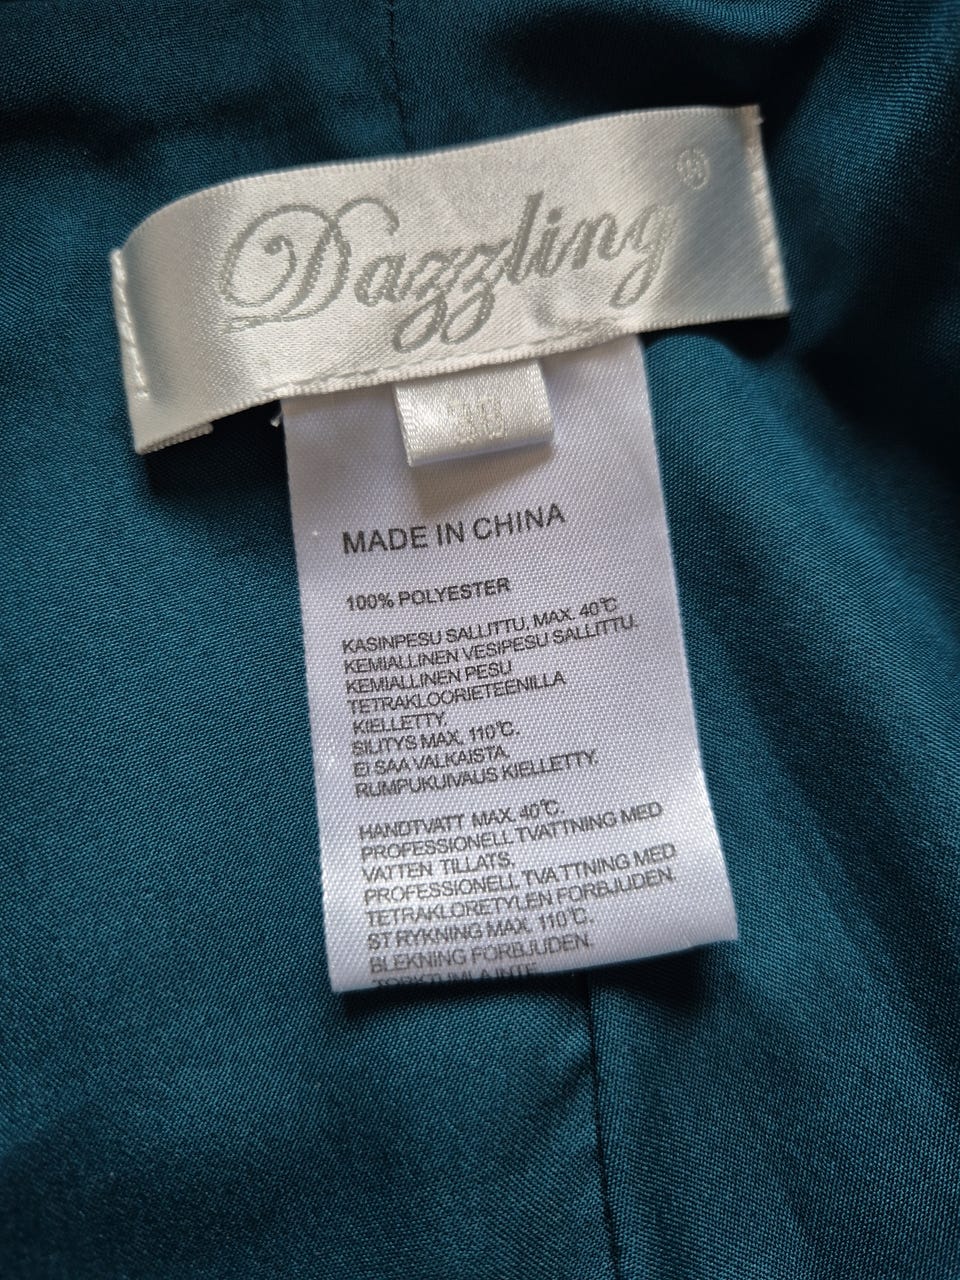 Dazzling®
MADE IN CHINA
100% POLYESTER
KASINPESU SALLITTU, MAX. 40℃
KEMIALLINEN VESIPESU SALLITTU.
KEMIALLINEN PESU
TETRAKLOORIETEENILLA
KIELLETTY.
SILITYS MAX, 110℃.
EI SAA VALKAISTA,
RUMPUKUIVAUS KIELLETTY.
HANDTVATT MAX. 40℃.
PROFESSIONELL TVATTNING MED
VATTEN TILLATS.
PROFESSIONELL TVA TTNING MED
TETRAKLORETYLEN FORBJUDEN.
ST RYKNING MAX. 110℃.
BLEKNING FORBJUDEN.